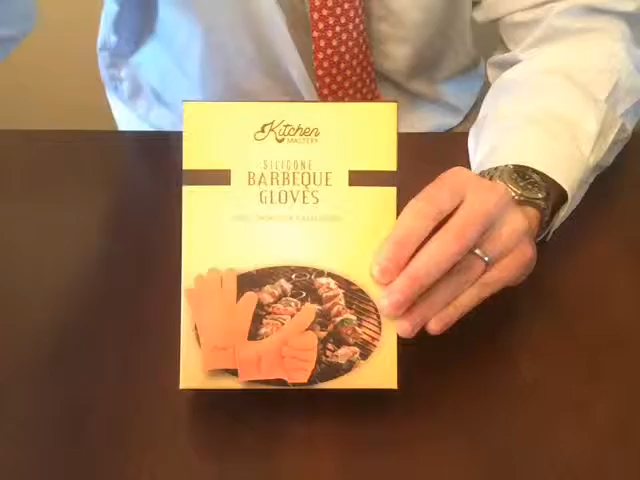 Kitchen
MASTERY
SILICONE
BARBEQUE
GLOVES